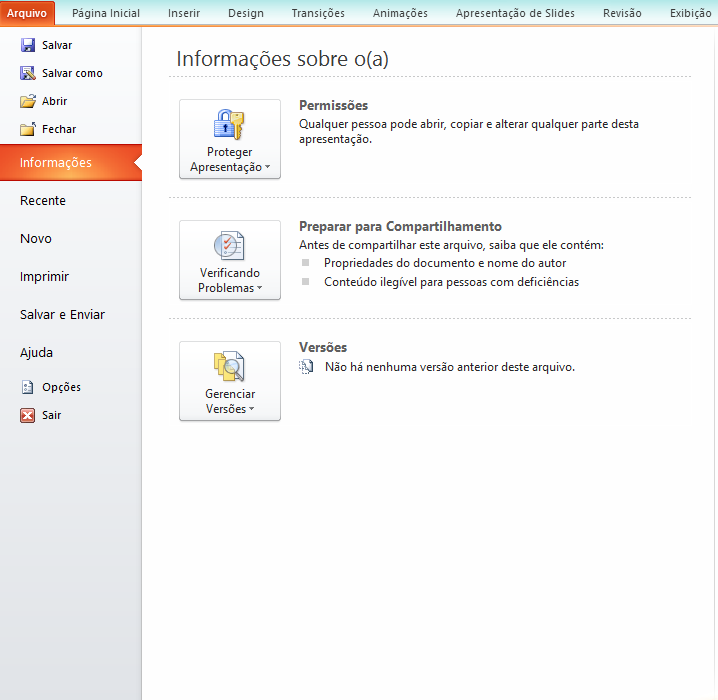 Arquivo Página Inicial Inserir Design Transições Animações Apresentação de Slides Revisão Exibição
Salvar
Salvar como
Abrir
Fechar
Informações
Recente
Novo
Imprimir
Salvar e Enviar
Ajuda
Opções
Sair
Informações sobre o(a)
Proteger
Apresentação
Permissões
Qualquer pessoa pode abrir, copiar e alterar qualquer parte desta
apresentação.
Verificando
Problemas
Preparar para Compartilhamento
Antes de compartilhar este arquivo, saiba que ele contém:
Propriedades do documento e nome do autor
Conteúdo ilegível para pessoas com deficiências
Gerenciar
Versões
Versões
Não há nenhuma versão anterior deste arquivo.